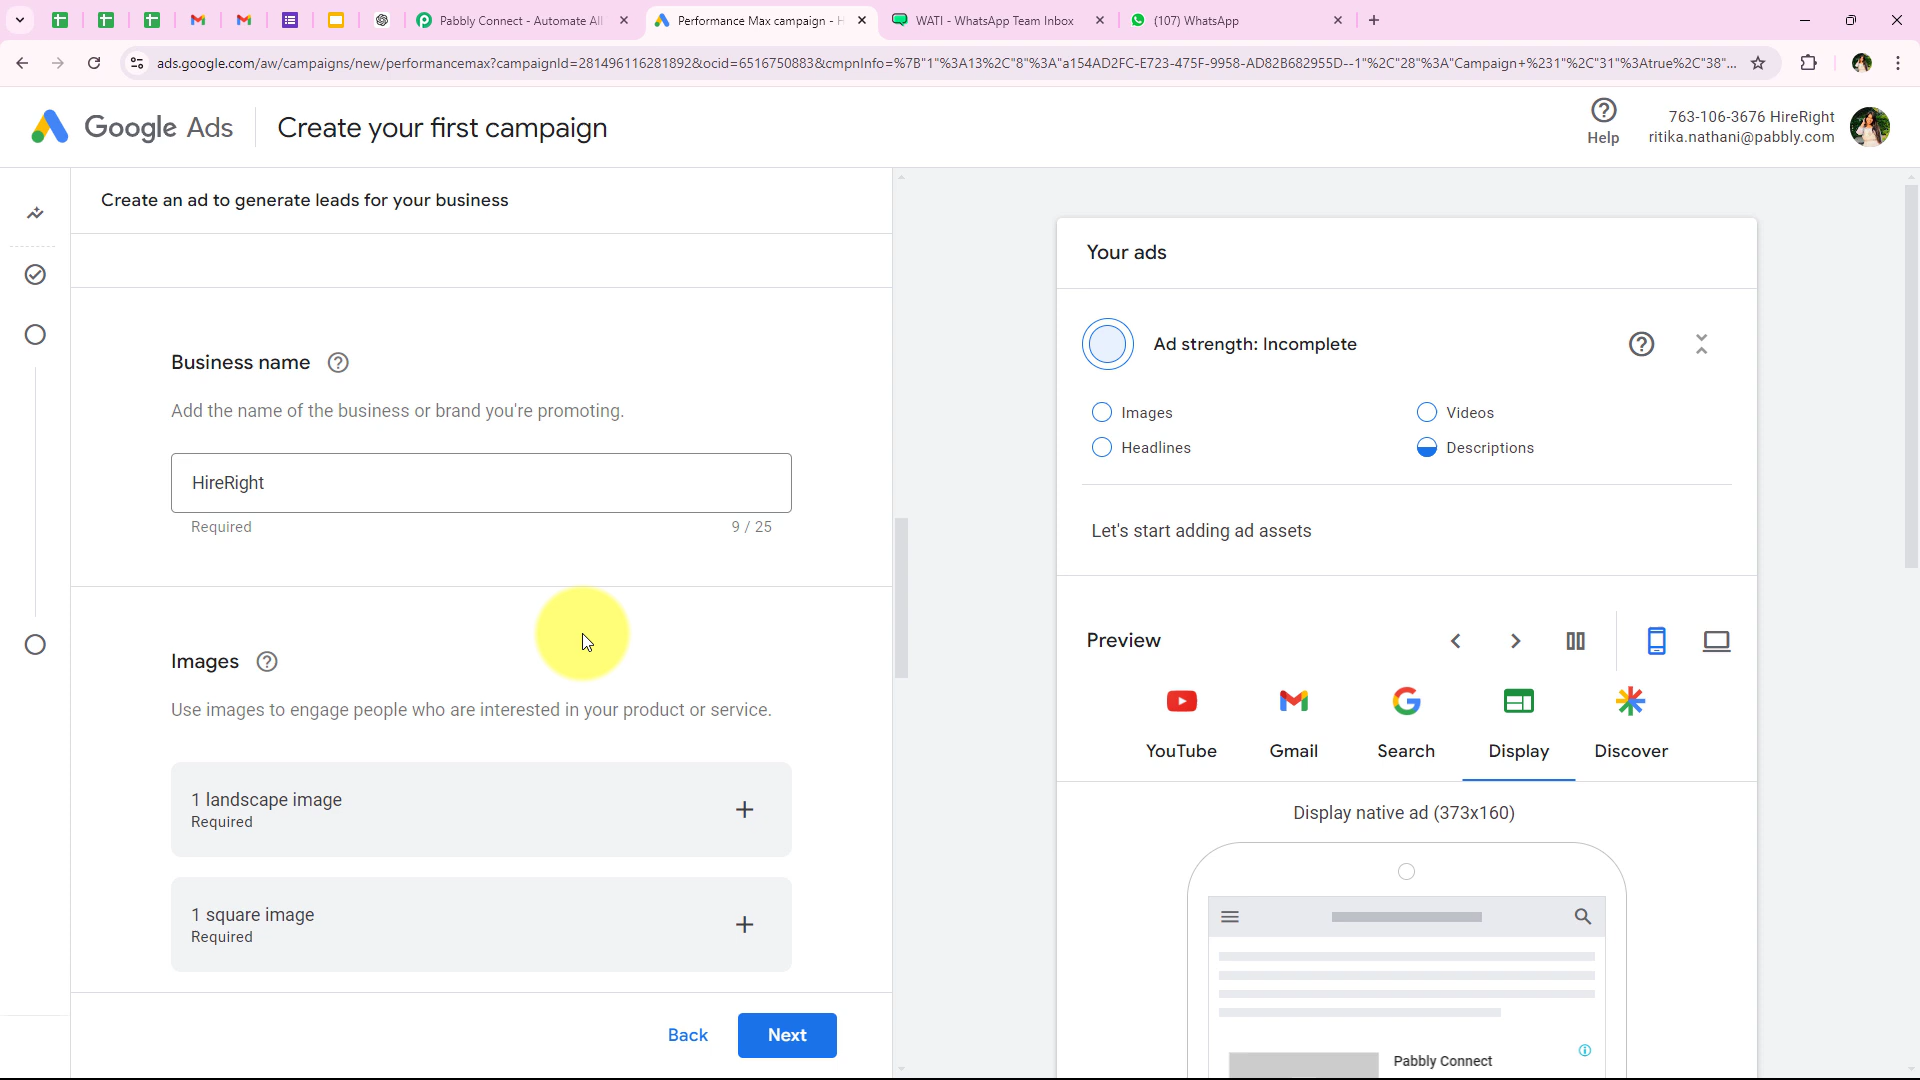 Pabbly Connect - Automate All
Performance Max campaign - H
WATI - WhatsApp Team Inbox
(107) WhatsApp
ads.google.com/aw/campaigns/new/performancemax?campaignId=281496116281892&ocid=6516750883&cmpnInfo=%7B"1"%3A13%2C"8"%3A"a154AD2FC-E723-475F-9958-AD82B682955D--1"%2C"28"%3A"Campaign+%231"%2C"31"%3Atrue%2C"38"...
Google Ads
Create your first campaign
Help
763-106-3676 HireRight
ritika.nathani@pabbly.com
Create an ad to generate leads for your business
Business name
Add the name of the business or brand you're promoting.
HireRight
Required
9 / 25
Images
Use images to engage people who are interested in your product or service.
1 landscape image
Required
1 square image
Required
Back
Next
Your ads
Ad strength: Incomplete
Images
Videos
Headlines
Descriptions
Let's start adding ad assets
Preview
YouTube
Gmail
Search
Display
Discover
Display native ad (373x160)
Pabbly Connect